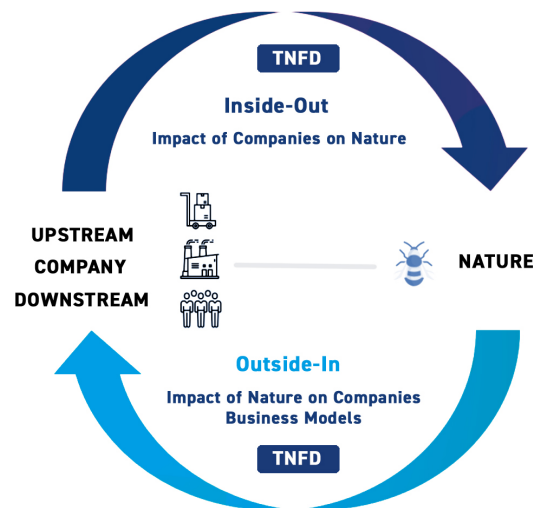 TNFD
Inside-Out
Impact of Companies on Nature
UPSTREAM
COMPANY
DOWNSTREAM
NATURE
Outside-In
Impact of Nature on Companies
Business Models
TNFD